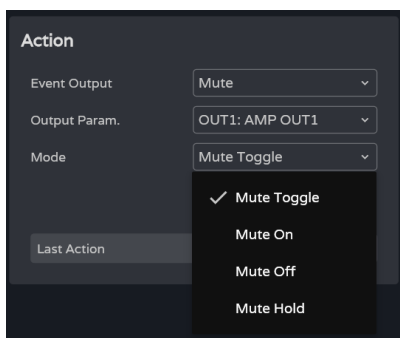 Action
Event Output
Mute
Output Param.
OUT1: AMP OUT1
Mode
Mute Toggle
Mute Toggle
Mute On
Last Action
Mute Off
Mute Hold